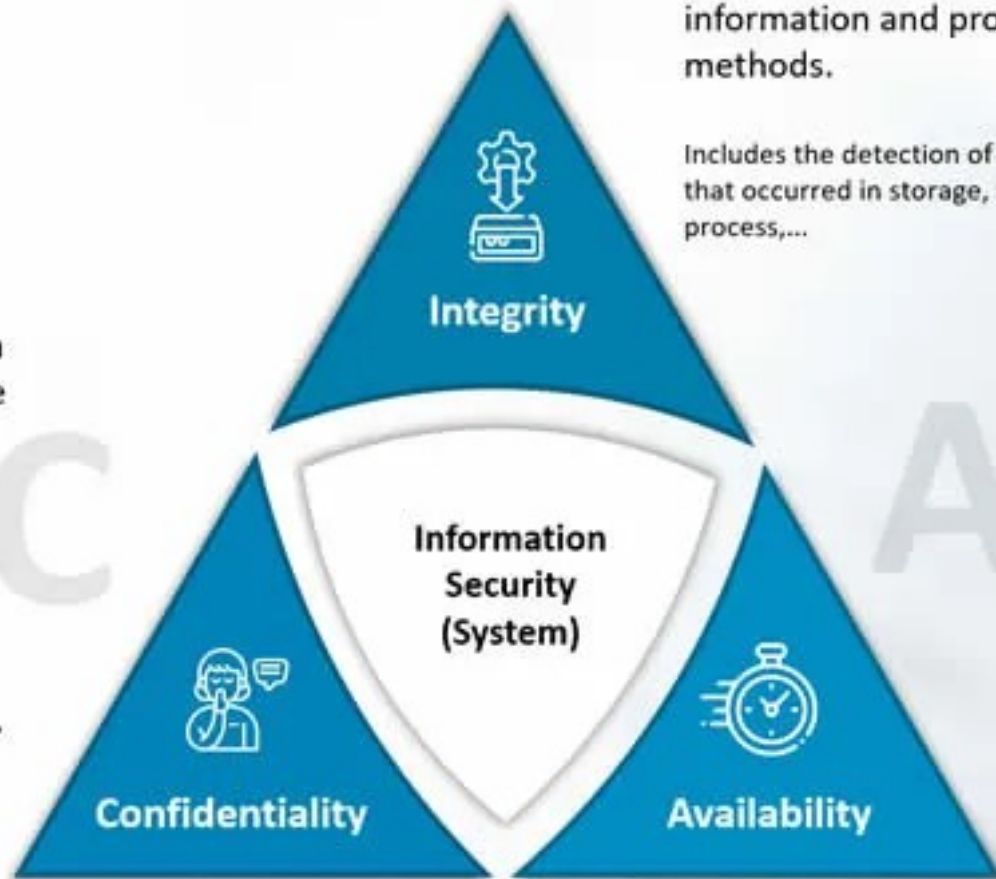 information and pro
methods.
Includes the detection of
that occurred in storage,
process,...
Integrity
C
A
Information
Security
(System)
Confidentiality
Availability